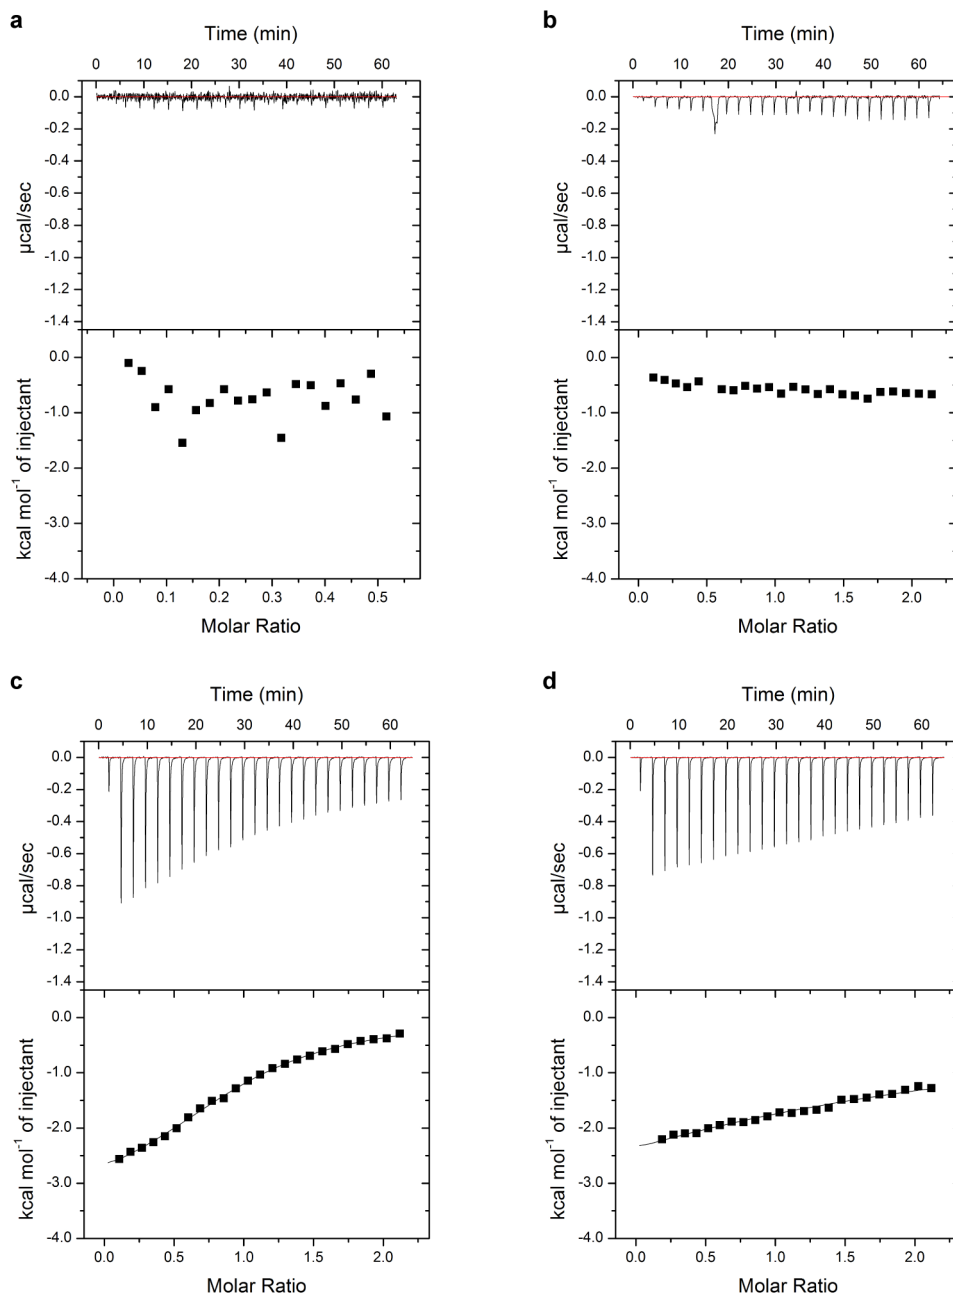 a
Time (min)
0 10 20 30 40 50 60
0.0
-0.2
-0.4
-0.6
-0.8
-1.0
-1.2
-1.4
µcal/sec
0.0
-1.0
-2.0
-3.0
-4.0
kcal mol⁻¹ of injectant
0.0 0.1 0.2 0.3 0.4 0.5
Molar Ratio
b
Time (min)
0 10 20 30 40 50 60
0.0
-0.2
-0.4
-0.6
-0.8
-1.0
-1.2
-1.4
µcal/sec
0.0
-1.0
-2.0
-3.0
-4.0
kcal mol⁻¹ of injectant
0.0 0.5 1.0 1.5 2.0
Molar Ratio
c
Time (min)
0 10 20 30 40 50 60
0.0
-0.2
-0.4
-0.6
-0.8
-1.0
-1.2
-1.4
µcal/sec
0.0
-1.0
-2.0
-3.0
-4.0
kcal mol⁻¹ of injectant
0.0 0.5 1.0 1.5 2.0
Molar Ratio
d
Time (min)
0 10 20 30 40 50 60
0.0
-0.2
-0.4
-0.6
-0.8
-1.0
-1.2
-1.4
µcal/sec
0.0
-1.0
-2.0
-3.0
-4.0
kcal mol⁻¹ of injectant
0.0 0.5 1.0 1.5 2.0
Molar Ratio